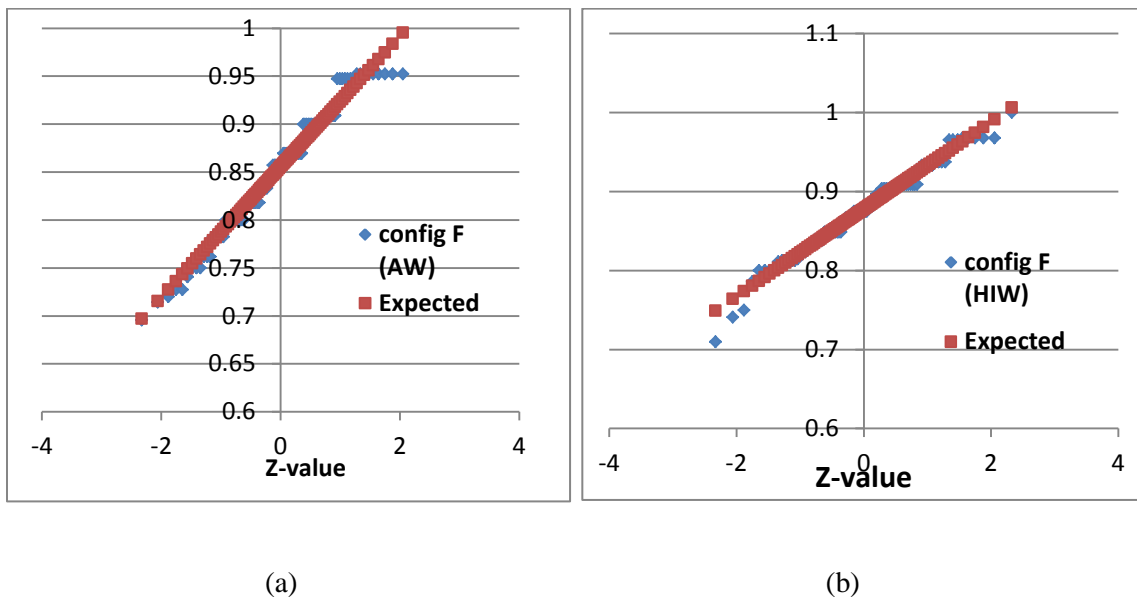 1
0.95
0.9
0.85
0.8
0.75
0.7
0.65
0.6
-4 -2 0 2 4
Z-value
config F
(AW)
Expected
1.1
1
0.9
0.8
0.7
0.6
-4 -2 0 2 4
Z-value
config F
(HIW)
Expected
(a) (b)